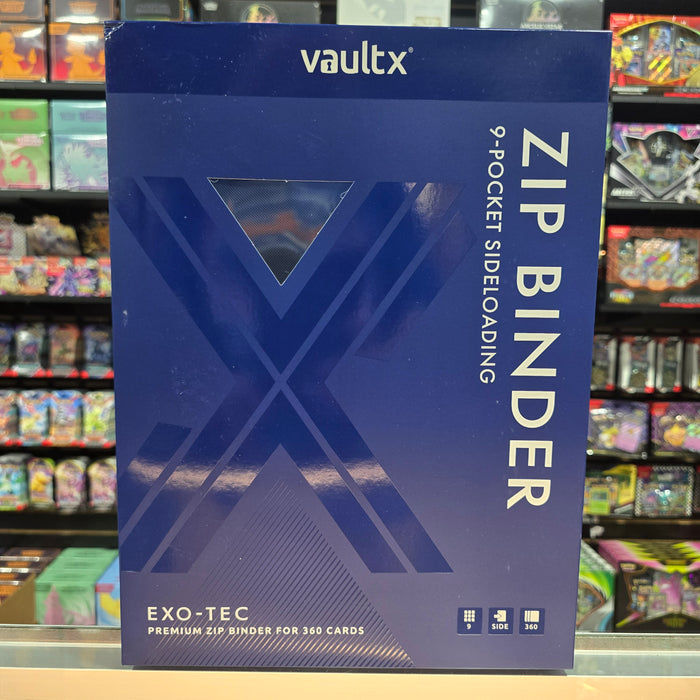 vaultx®
ZIP BINDER
9-POCKET SIDELOADING
EXO-TEC
PREMIUM ZIP BINDER FOR 360 CARDS
9
SIDE
360